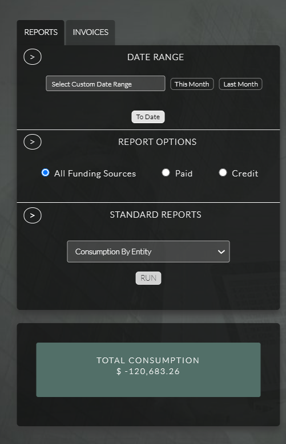 REPORTS INVOICES
> DATE RANGE
Select Custom Date Range This Month Last Month
To Date
> REPORT OPTIONS
All Funding Sources Paid Credit
> STANDARD REPORTS
Consumption By Entity
RUN
TOTAL CONSUMPTION
$ -120,683.26